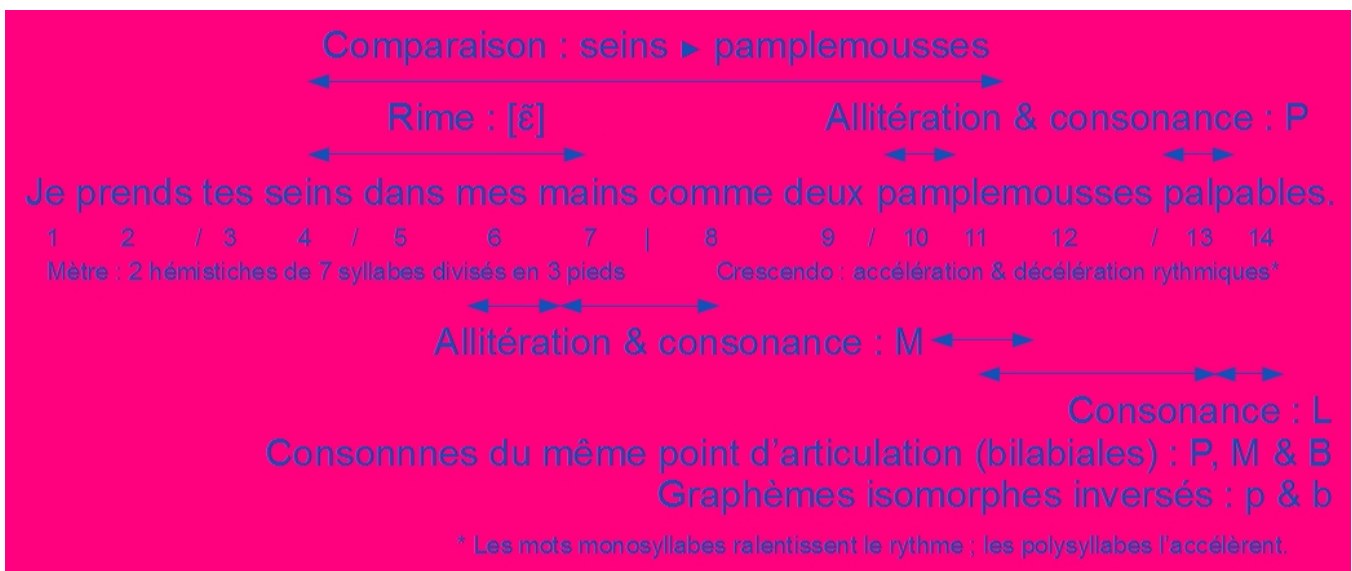 Comparaison : seins ► pamplemousses
Rime : [ɛ̃] Allitération & consonance : P
Je prends tes seins dans mes mains comme deux pamplemousses palpables.
1 2 / 3 4 / 5 6 7 | 8 9 / 10 11 12 / 13 14
Mètre : 2 hémistiches de 7 syllabes divisés en 3 pieds Crescendo : accélération & décélération rythmiques*
Allitération & consonance : M
Consonance : L
Consonnnes du même point d’articulation (bilabiales) : P, M & B
Graphèmes isomorphes inversés : p & b
* Les mots monosyllabes ralentissent le rythme ; les polysyllabes l’accélèrent.